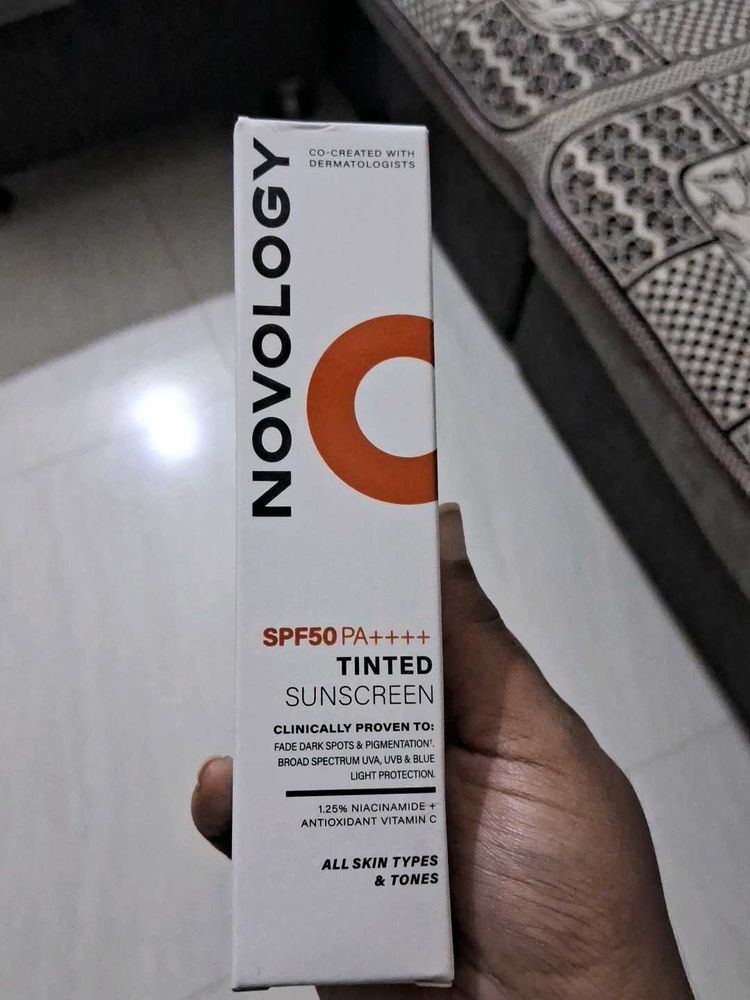 NOVOLOGY
CO-CREATED WITH
DERMATOLOGISTS
SPF50 PA++++
TINTED
SUNSCREEN
CLINICALLY PROVEN TO:
FADE DARK SPOTS & PIGMENTATION†.
BROAD SPECTRUM UVA, UVB & BLUE
LIGHT PROTECTION.
1.25% NIACINAMIDE +
ANTIOXIDANT VITAMIN C
ALL SKIN TYPES
& TONES